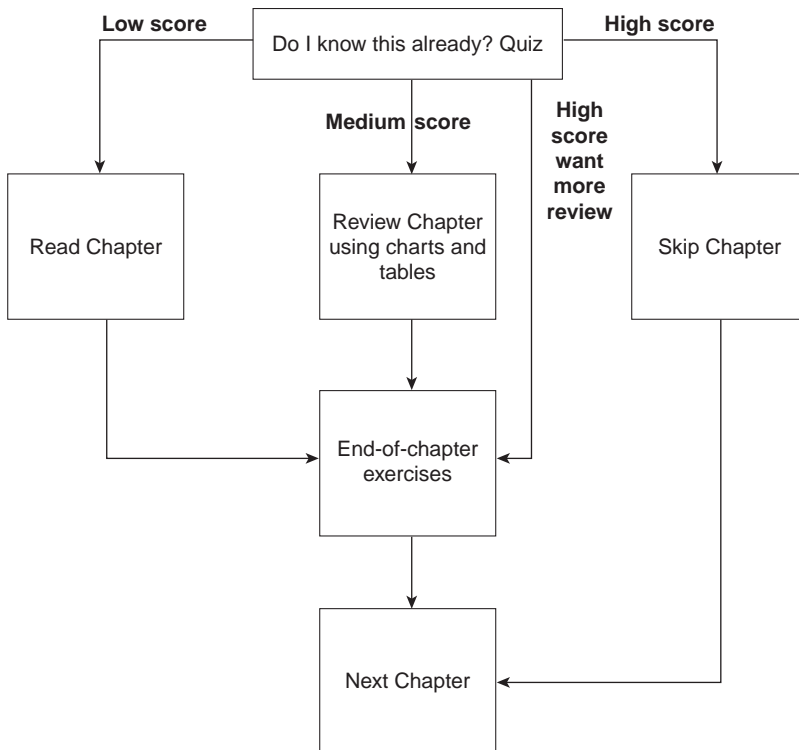 Low score
Do I know this already? Quiz
High score
Medium score
High
score
want
more
review
Read Chapter
Review Chapter
using charts and
tables
Skip Chapter
End-of-chapter
exercises
Next Chapter